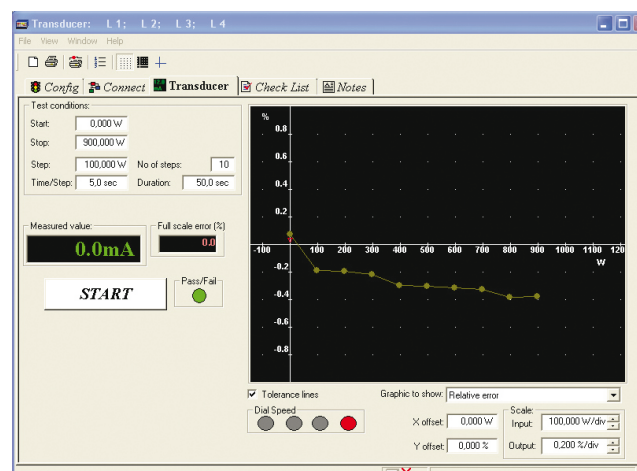 Transducer: L 1; L 2; L 3; L 4
File View Window Help
Config Connect Transducer Check List Notes
Test conditions:
Start: 0,000 W
Stop: 900,000 W
Step: 100,000 W No of steps: 10
Time/Step: 5,0 sec Duration: 50,0 sec
Measured value: Full scale error (%)
0.0mA 0.0
START Pass/Fail
%
0.8
0.6
0.4
0.2
-100 100 200 300 400 500 600 700 800 900 1000 1100 120
W
-0.2
-0.4
-0.6
-0.8
Tolerance lines Graphic to show: Relative error
Dial Speed Scale:
X offset: 0,000 W Input: 100,000 W/div
Y offset: 0,000 % Output: 0,200 %/div